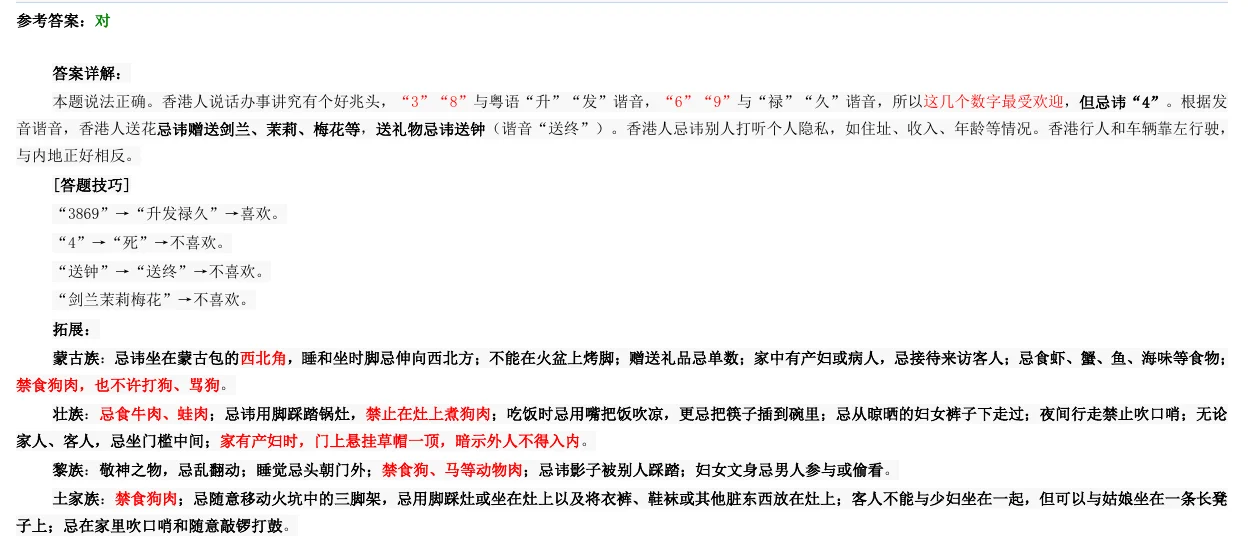 参考答案：对
答案详解：
本题说法正确。香港人说话办事讲究有个好兆头，“3”“8”与粤语“升”“发”谐音，“6”“9”与“禄”“久”谐音，所以这几个数字最受欢迎，但忌讳“4”。根据发
音谐音，香港人送花忌讳赠送剑兰、茉莉、梅花等，送礼物忌讳送钟（谐音“送终”）。香港人忌讳别人打听个人隐私，如住址、收入、年龄等情况。香港行人和车辆靠左行驶，
与内地正好相反。
[答题技巧]
“3869”→“升发禄久”→喜欢。
“4”→“死”→不喜欢。
“送钟”→“送终”→不喜欢。
“剑兰茉莉梅花”→不喜欢。
拓展：
蒙古族：忌讳坐在蒙古包的西北角，睡和坐时脚忌伸向西北方；不能在火盆上烤脚；赠送礼品忌单数；家中有产妇或病人，忌接待来访客人；忌食虾、蟹、鱼、海味等食物；
禁食狗肉，也不许打狗、骂狗。
壮族：忌食牛肉、蛙肉；忌讳用脚踩踏锅灶，禁止在灶上煮狗肉；吃饭时忌用嘴把饭吹凉，更忌把筷子插到碗里；忌从晾晒的妇女裤子下走过；夜间行走禁止吹口哨；无论
家人、客人，忌坐门槛中间；家有产妇时，门上悬挂草帽一顶，暗示外人不得入内。
黎族：敬神之物，忌乱翻动；睡觉忌头朝门外；禁食狗、马等动物肉；忌讳影子被别人踩踏；妇女文身忌男人参与或偷看。
土家族：禁食狗肉；忌随意移动火坑中的三脚架，忌用脚踩灶或坐在灶上以及将衣裤、鞋袜或其他脏东西放在灶上；客人不能与少妇坐在一起，但可以与姑娘坐在一条长凳
子上；忌在家里吹口哨和随意敲锣打鼓。